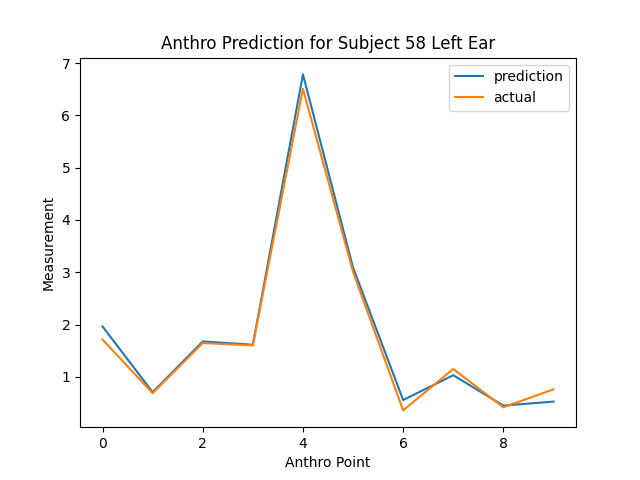 Anthro Prediction for Subject 58 Left Ear
prediction
actual
7
6
5
4
3
2
1
Measurement
0 2 4 6 8
Anthro Point